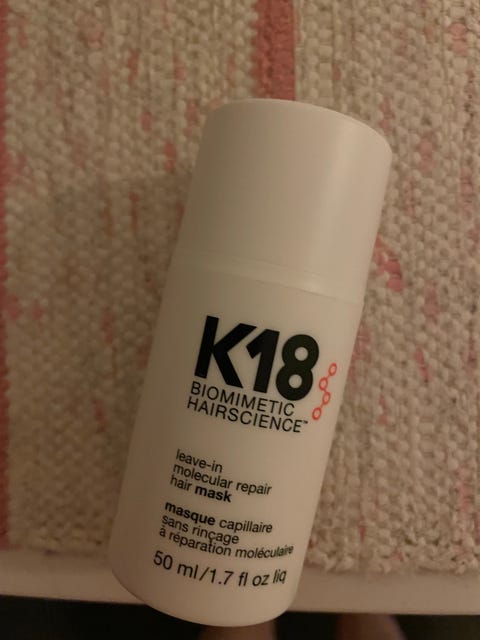 K18
BIOMIMETIC
HAIRSCIENCE™
leave-in
molecular repair
hair mask
masque capillaire
sans rinçage
à réparation moléculaire
50 ml/1.7 fl oz liq